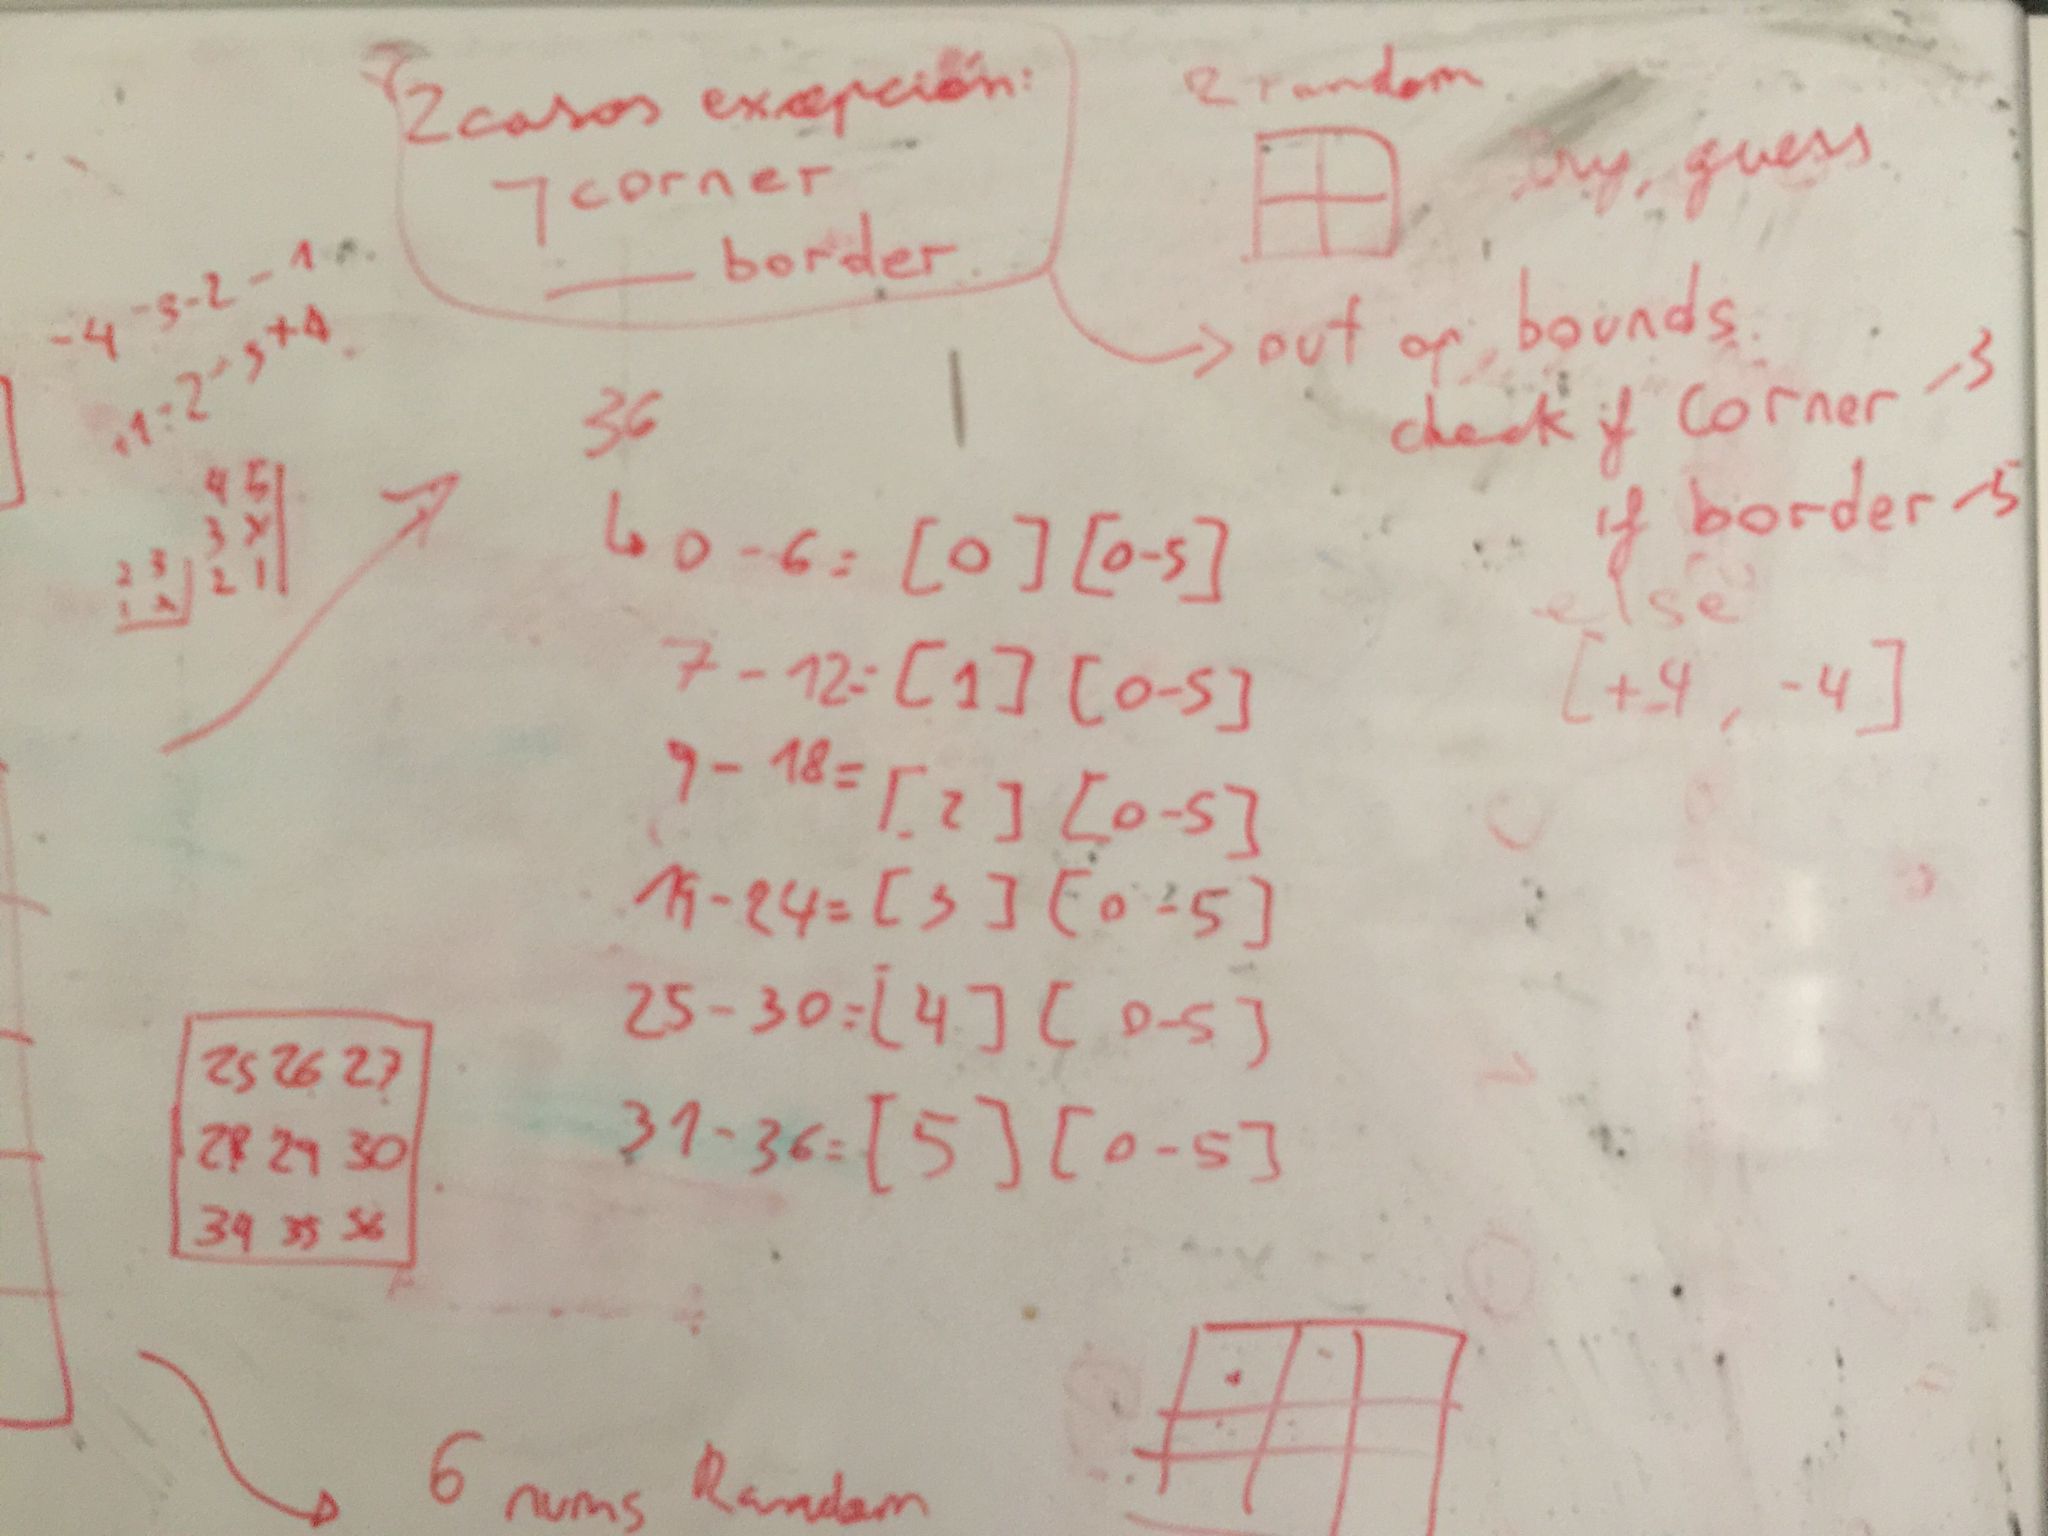 2 casos excepción:
corner
border
2 random
Try, guess
out of bounds
check if corner 3
if border 5
else
[+4, -4]
-4 -3 -2 -1
+1 -2 -3 +4
4 5
3 x
2 1
2 3
1 x
36
0 - 6 = [0] [0-5]
7 - 12 = [1] [0-5]
9 - 18 = [2] [0-5]
19 - 24 = [3] [0-5]
25 - 30 = [4] [0-5]
31 - 36 = [5] [0-5]
25 26 27
28 29 30
34 35 36
6 nums Random